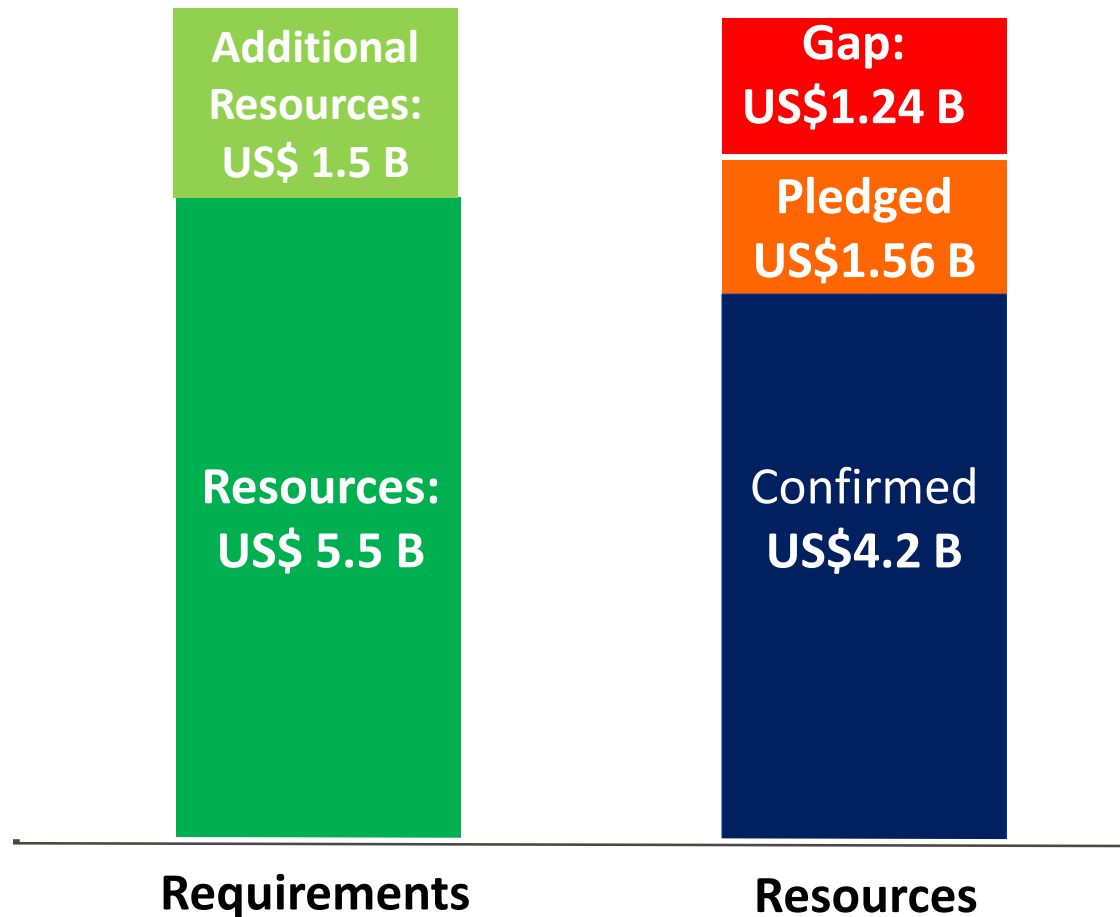 Additional
Resources:
US$ 1.5 B
Resources:
US$ 5.5 B
Requirements
Gap:
US$1.24 B
Pledged
US$1.56 B
Confirmed
US$4.2 B
Resources